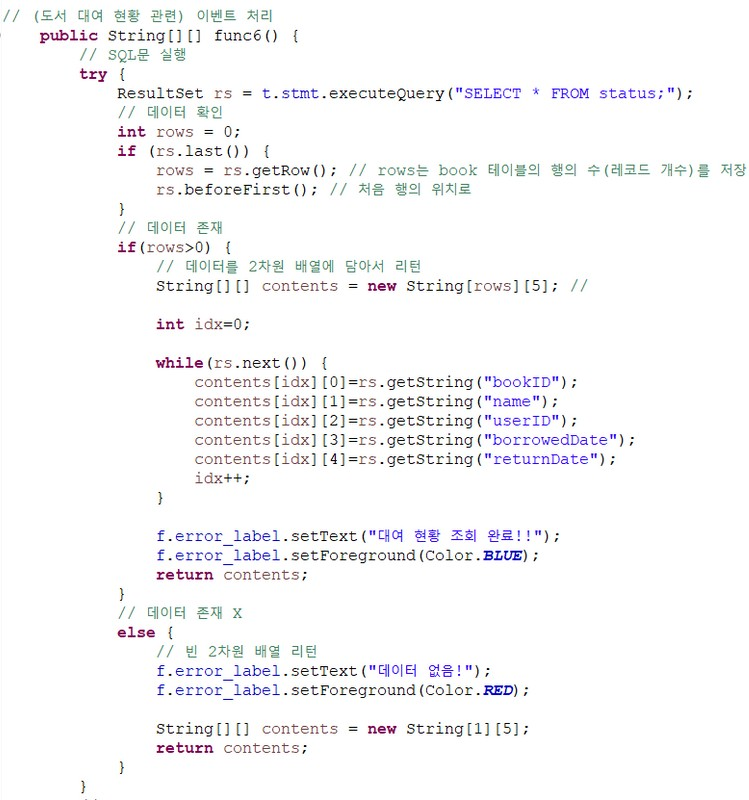 // (도서 대여 현황 관련) 이벤트 처리
public String[][] func6() {
// SQL문 실행
try {
ResultSet rs = t.stmt.executeQuery("SELECT * FROM status;");
// 데이터 확인
int rows = 0;
if (rs.last()) {
rows = rs.getRow(); // rows는 book 테이블의 행의 수(레코드 개수)를 저장
rs.beforeFirst(); // 처음 행의 위치로
}
// 데이터 존재
if(rows>0) {
// 데이터를 2차원 배열에 담아서 리턴
String[][] contents = new String[rows][5]; //
int idx=0;
while(rs.next()) {
contents[idx][0]=rs.getString("bookID");
contents[idx][1]=rs.getString("name");
contents[idx][2]=rs.getString("userID");
contents[idx][3]=rs.getString("borrowedDate");
contents[idx][4]=rs.getString("returnDate");
idx++;
}
f.error_label.setText("대여 현황 조회 완료!!");
f.error_label.setForeground(Color.BLUE);
return contents;
}
// 데이터 존재 X
else {
// 빈 2차원 배열 리턴
f.error_label.setText("데이터 없음!");
f.error_label.setForeground(Color.RED);
String[][] contents = new String[1][5];
return contents;
}
}